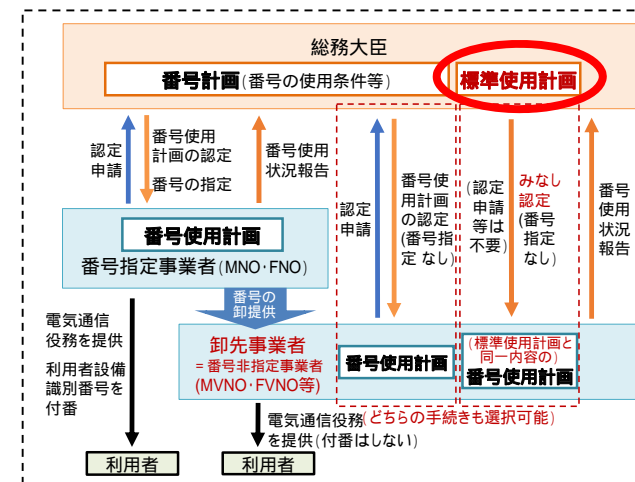 総務大臣
番号計画(番号の使用条件等)
標準使用計画
認定
申請
番号使用
計画の認定
番号の指定
番号使用
状況報告
認定
申請
番号使
用計画
の認定
(番号指
定 なし)
(認定
申請
等は
不要)
みなし
認定
(番号
指定
なし)
番号
使用
状況
報告
番号使用計画
番号指定事業者(MNO・FNO)
番号の
卸提供
電気通信
役務を提供
利用者設備
識別番号を
付番
卸先事業者
=番号非指定事業者
(MVNO・FVNO等)
番号使用計画
(標準使用計画と
同一内容の)
番号使用計画
電気通信役務(どちらの手続きも選択可能)
を提供(付番はしない)
利用者
利用者